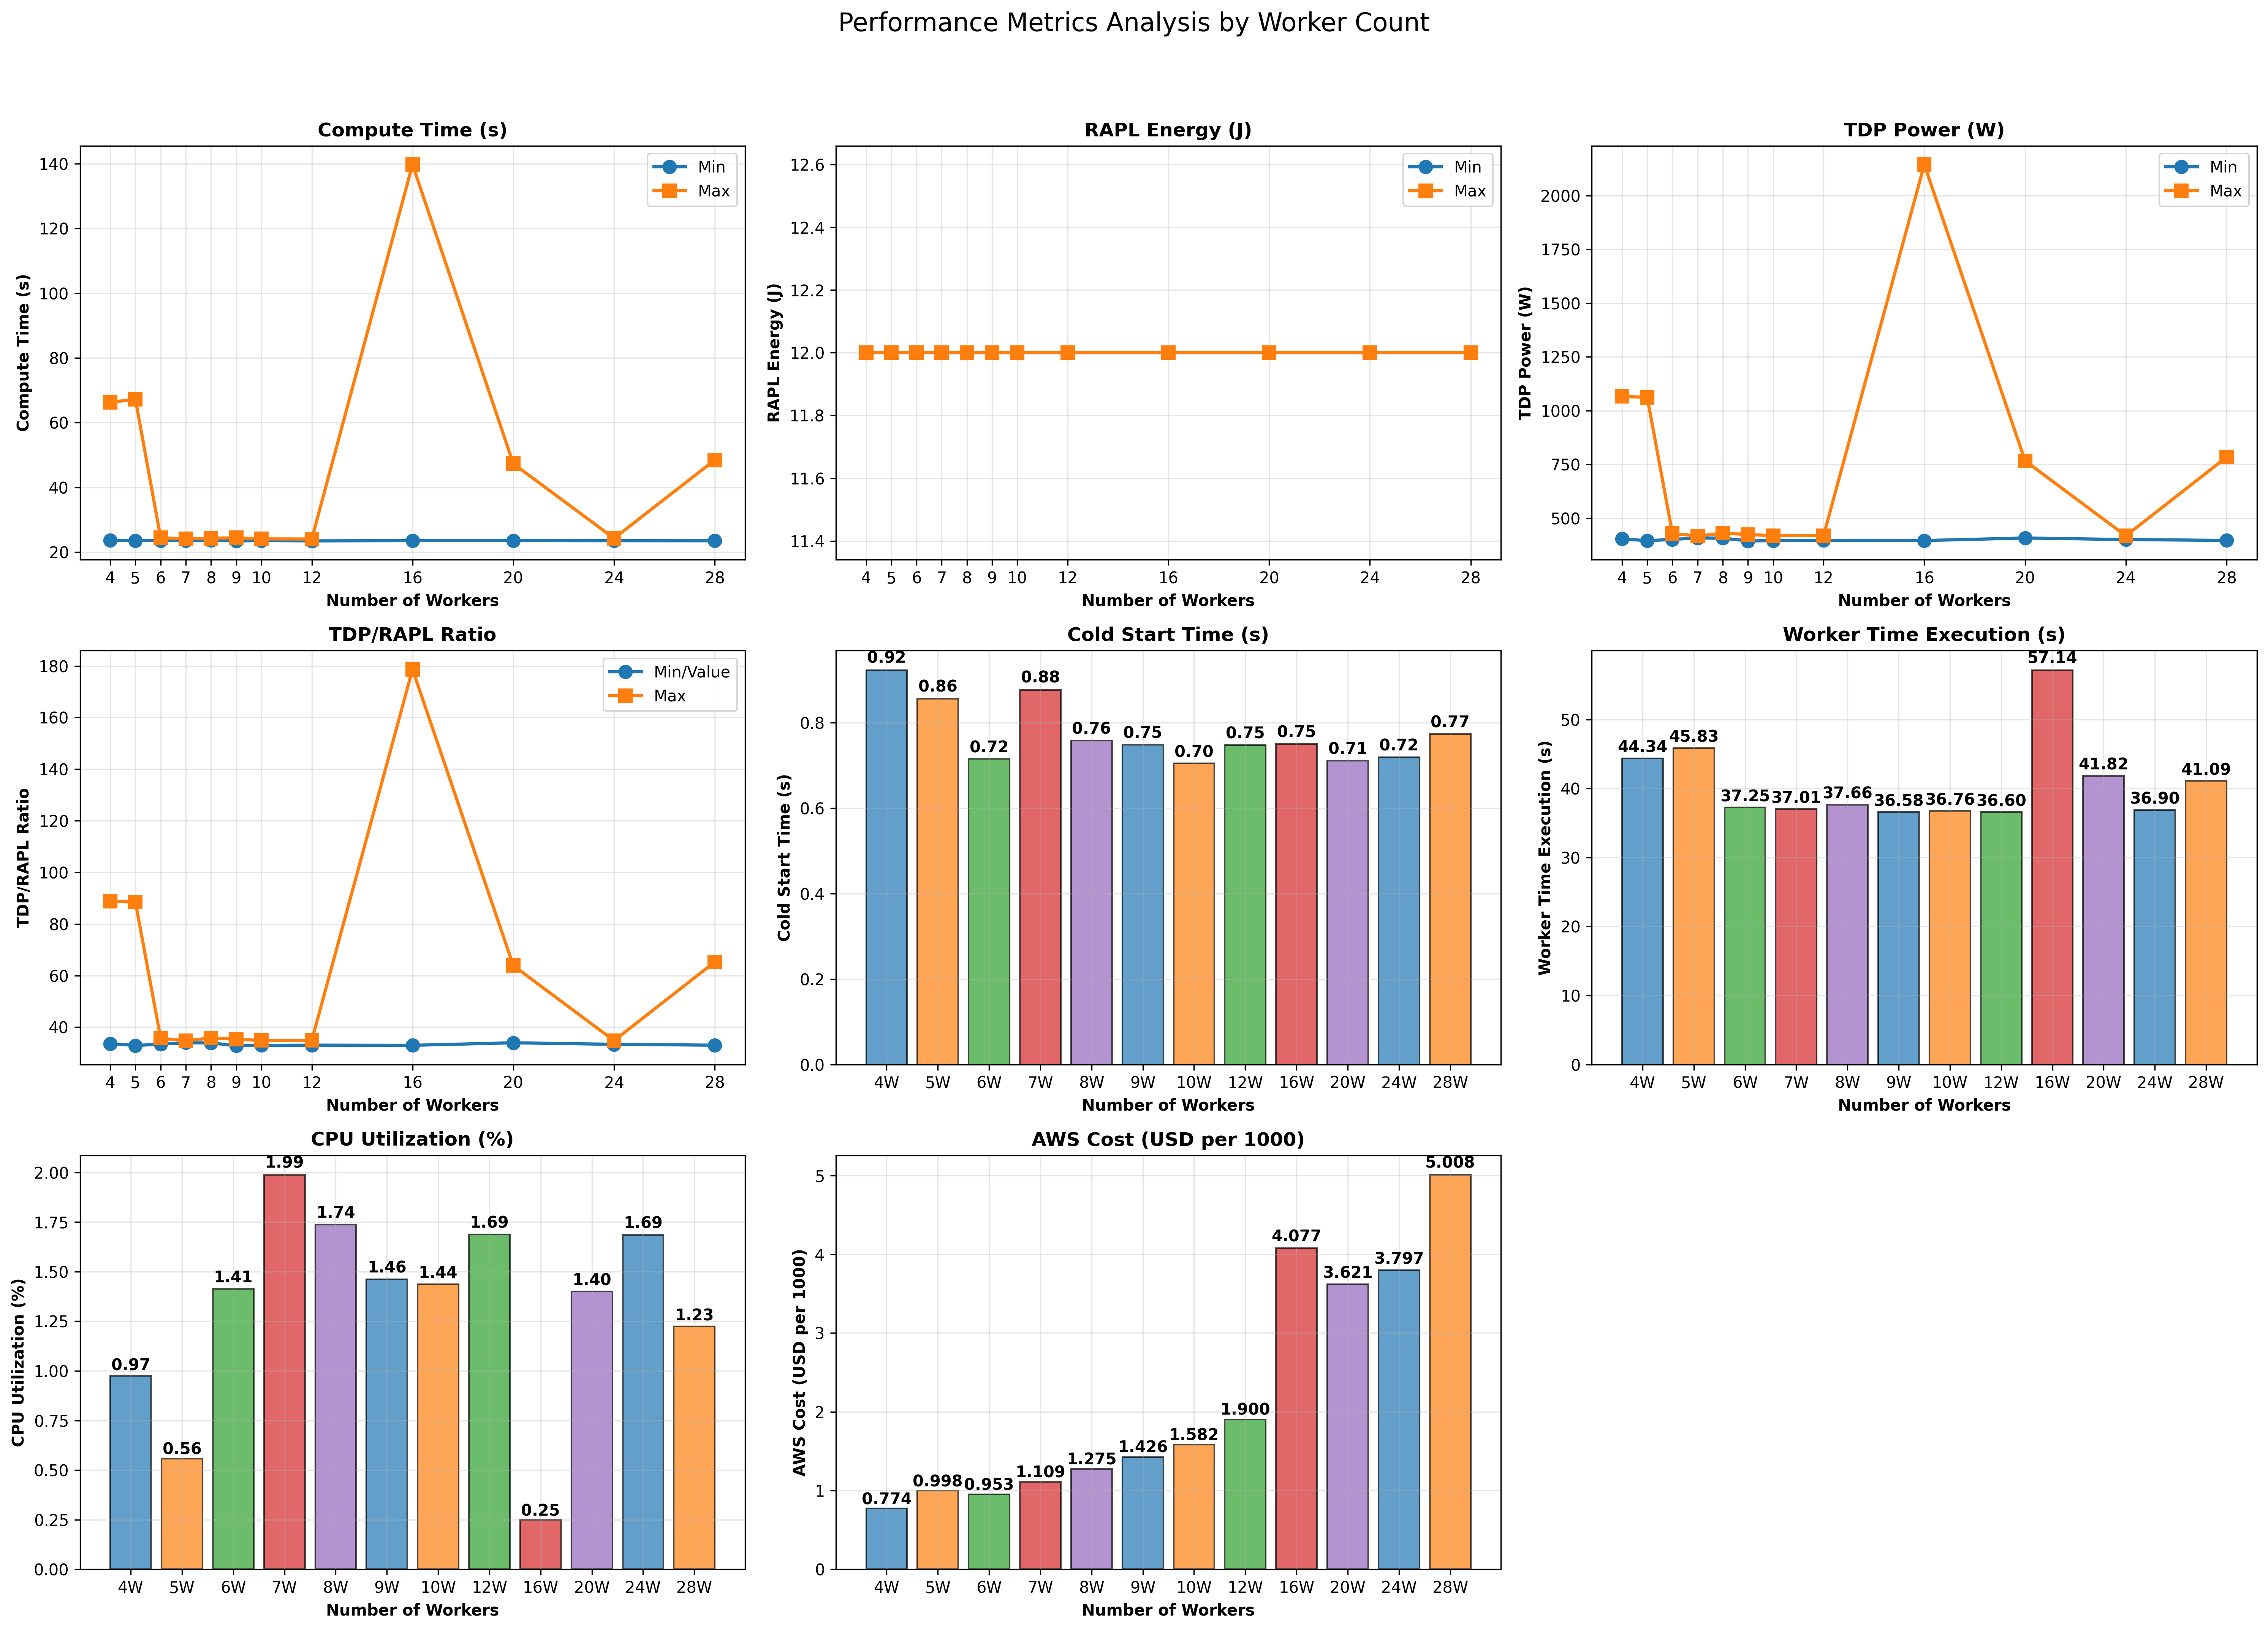 Performance Metrics Analysis by Worker Count
Compute Time (s)
Compute Time (s)
140
120
100
80
60
40
20
Min
Max
4 5 6 7 8 9 10 12 16 20 24 28
Number of Workers
RAPL Energy (J)
RAPL Energy (J)
12.6
12.4
12.2
12.0
11.8
11.6
11.4
Min
Max
4 5 6 7 8 9 10 12 16 20 24 28
Number of Workers
TDP Power (W)
TDP Power (W)
2000
1750
1500
1250
1000
750
500
Min
Max
4 5 6 7 8 9 10 12 16 20 24 28
Number of Workers
TDP/RAPL Ratio
TDP/RAPL Ratio
180
160
140
120
100
80
60
40
Min/Value
Max
4 5 6 7 8 9 10 12 16 20 24 28
Number of Workers
Cold Start Time (s)
Cold Start Time (s)
0.8
0.6
0.4
0.2
0.0
0.92 0.86 0.72 0.88 0.76 0.75 0.70 0.75 0.75 0.71 0.72 0.77
4W 5W 6W 7W 8W 9W 10W 12W 16W 20W 24W 28W
Number of Workers
Worker Time Execution (s)
Worker Time Execution (s)
50
40
30
20
10
0
44.34 45.83 37.25 37.01 37.66 36.58 36.76 36.60 57.14 41.82 36.90 41.09
4W 5W 6W 7W 8W 9W 10W 12W 16W 20W 24W 28W
Number of Workers
CPU Utilization (%)
CPU Utilization (%)
2.00
1.75
1.50
1.25
1.00
0.75
0.50
0.25
0.00
0.97 0.56 1.41 1.99 1.74 1.46 1.44 1.69 0.25 1.40 1.69 1.23
4W 5W 6W 7W 8W 9W 10W 12W 16W 20W 24W 28W
Number of Workers
AWS Cost (USD per 1000)
AWS Cost (USD per 1000)
5
4
3
2
1
0
0.774 0.998 0.953 1.109 1.275 1.426 1.582 1.900 4.077 3.621 3.797 5.008
4W 5W 6W 7W 8W 9W 10W 12W 16W 20W 24W 28W
Number of Workers